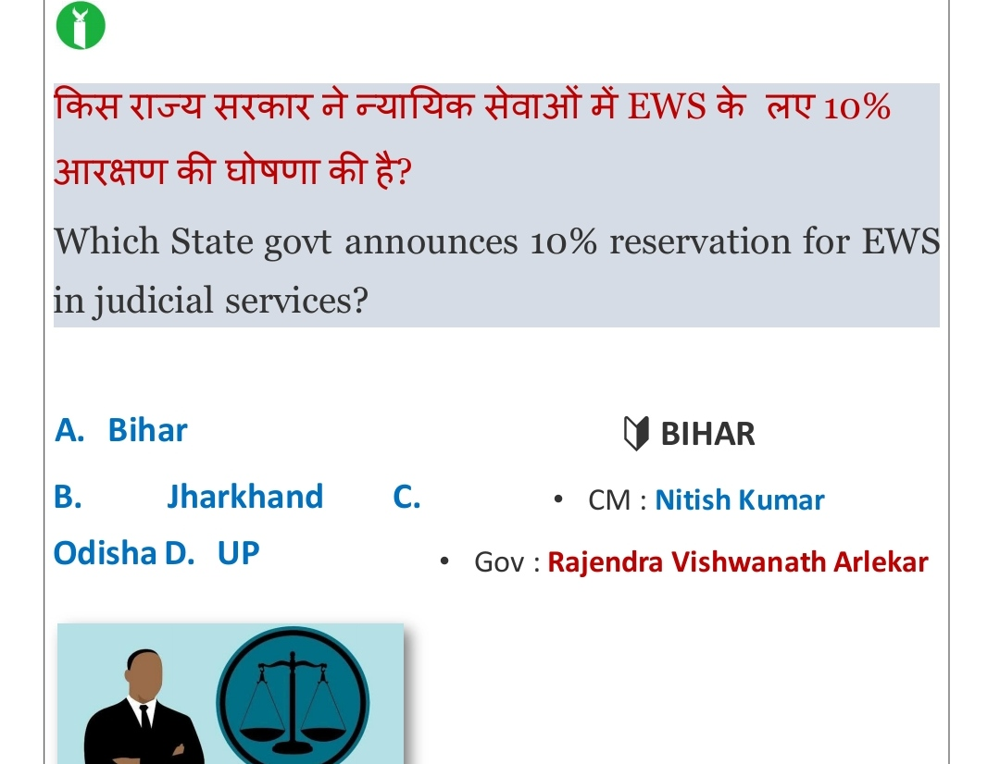 किस राज्य सरकार ने न्यायिक सेवाओं में EWS के लए 10%
आरक्षण की घोषणा की है?
Which State govt announces 10% reservation for EWS
in judicial services?
A. Bihar
B. Jharkhand C.
Odisha D. UP
BIHAR
• CM : Nitish Kumar
• Gov : Rajendra Vishwanath Arlekar